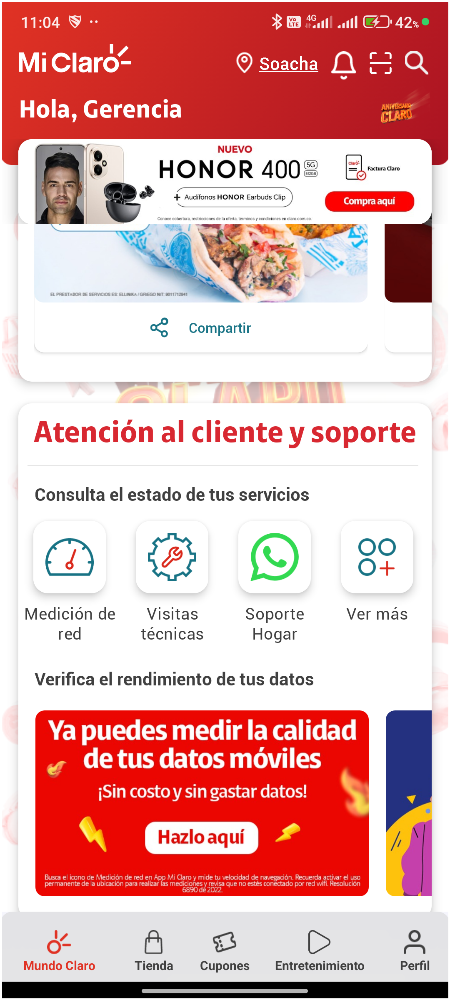 11:04
Vo LTE 4G 42%
Mi Claro
Soacha
Hola, Gerencia
ANIVERSARIO
CLARO
NUEVO
HONOR 400 5G 512GB
+ Audífonos HONOR Earbuds Clip
Conoce cobertura, restricciones de la oferta, términos y condiciones en claro.com.co.
Claro
Factura Claro
Compra aquí
EL PRESTADOR DE SERVICIOS ES: ELLINIKA / GRIEGO NIT: 9011712941
Compartir
Atención al cliente y soporte
Consulta el estado de tus servicios
Medición de
red
Visitas
técnicas
Soporte
Hogar
Ver más
Verifica el rendimiento de tus datos
Ya puedes medir la calidad
de tus datos móviles
¡Sin costo y sin gastar datos!
Hazlo aquí
Busca el icono de Medición de red en App Mi Claro y mide tu velocidad de navegación. Recuerda activar el uso
permanente de la ubicación para realizar las mediciones y revisa que no estés conectado por red wifi. Resolución
6890 de 2022.
Mundo Claro
Tienda
Cupones
Entretenimiento
Perfil